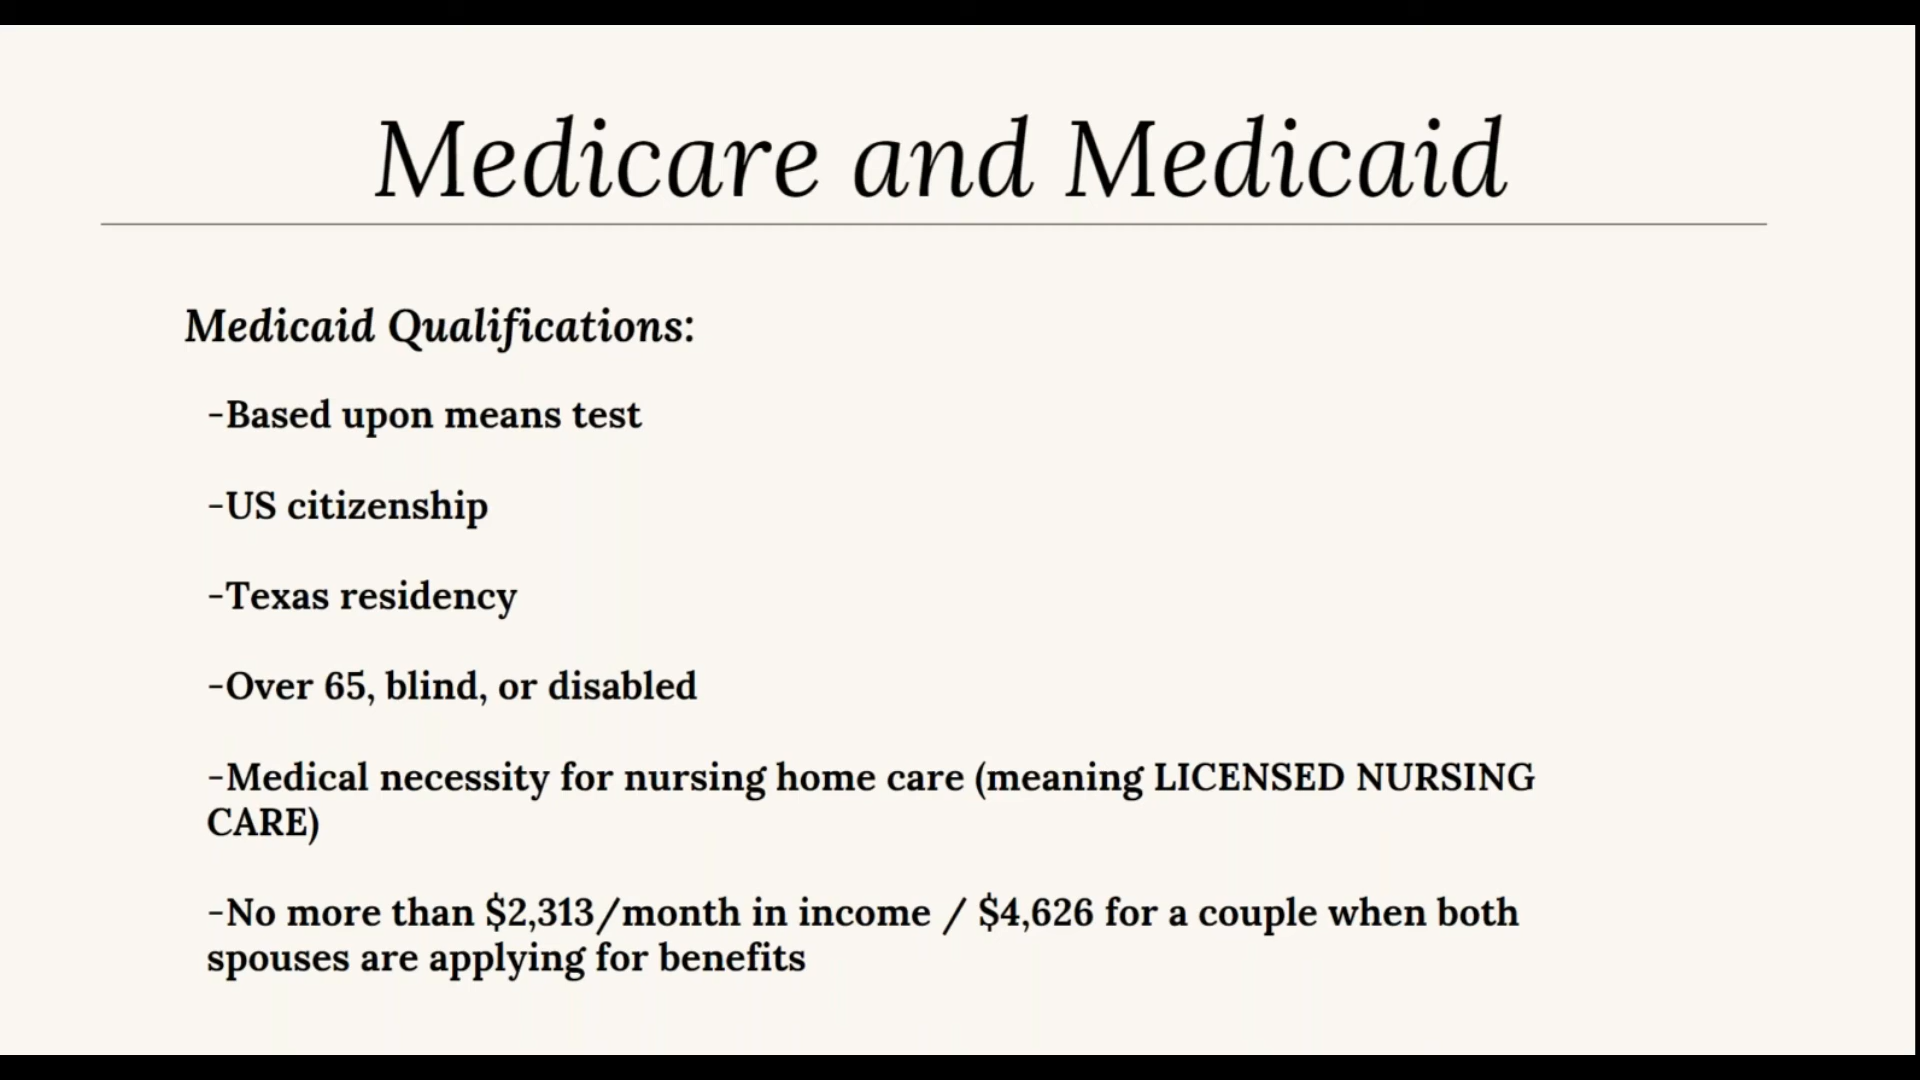 Medicare and Medicaid
Medicaid Qualifications:
-Based upon means test
-US citizenship
-Texas residency
-Over 65, blind, or disabled
-Medical necessity for nursing home care (meaning LICENSED NURSING
CARE)
-No more than $2,313/month in income / $4,626 for a couple when both
spouses are applying for benefits